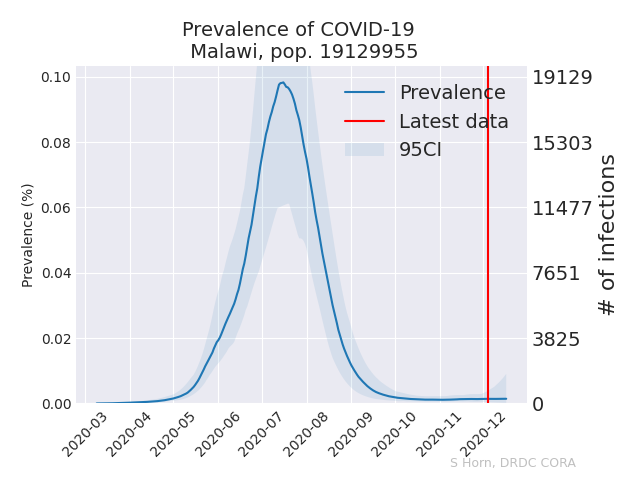 Prevalence of COVID-19
Malawi, pop. 19129955
Prevalence (%)
0.10
0.08
0.06
0.04
0.02
0.00
Prevalence
Latest data
95CI
19129
15303
11477
7651
3825
0
# of infections
2020-03
2020-04
2020-05
2020-06
2020-07
2020-08
2020-09
2020-10
2020-11
2020-12
S Horn, DRDC CORA